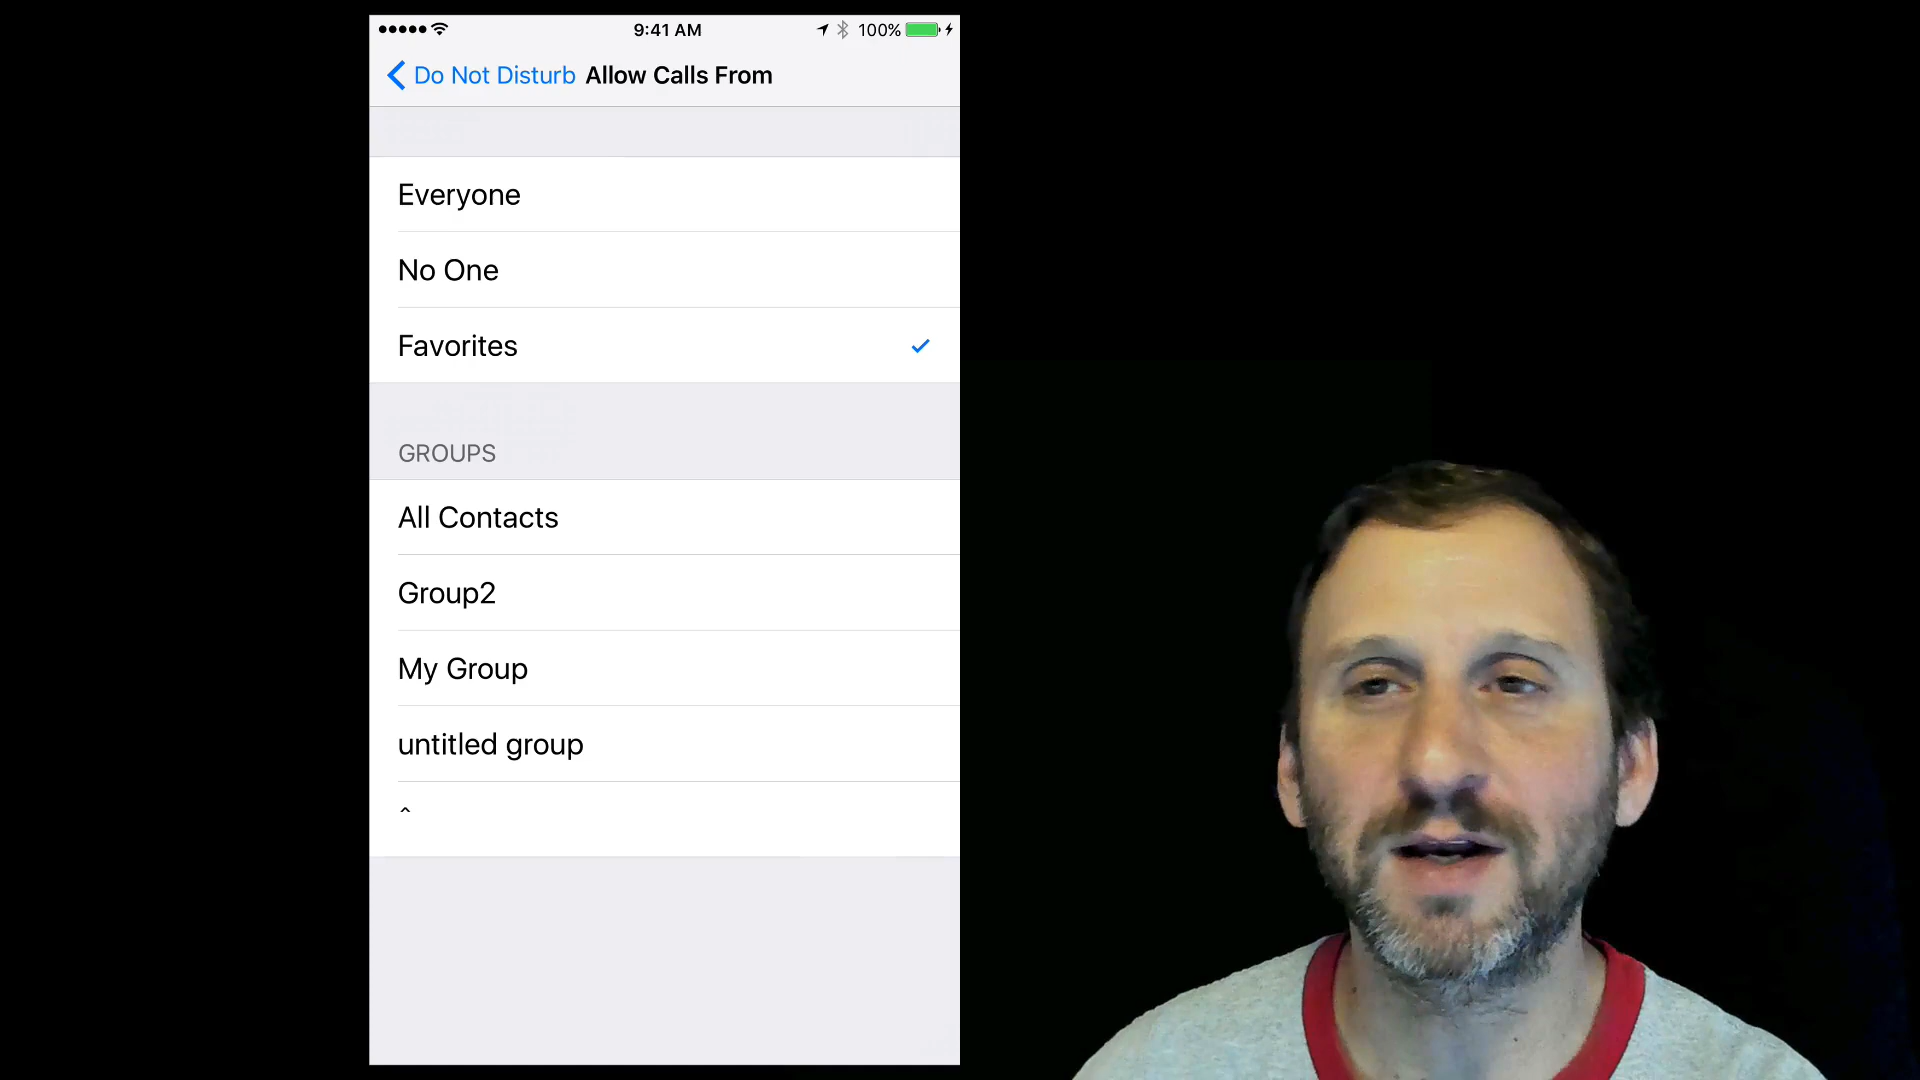 9:41 AM 100%
Do Not Disturb Allow Calls From
Everyone
No One
Favorites
GROUPS
All Contacts
Group2
My Group
untitled group
^